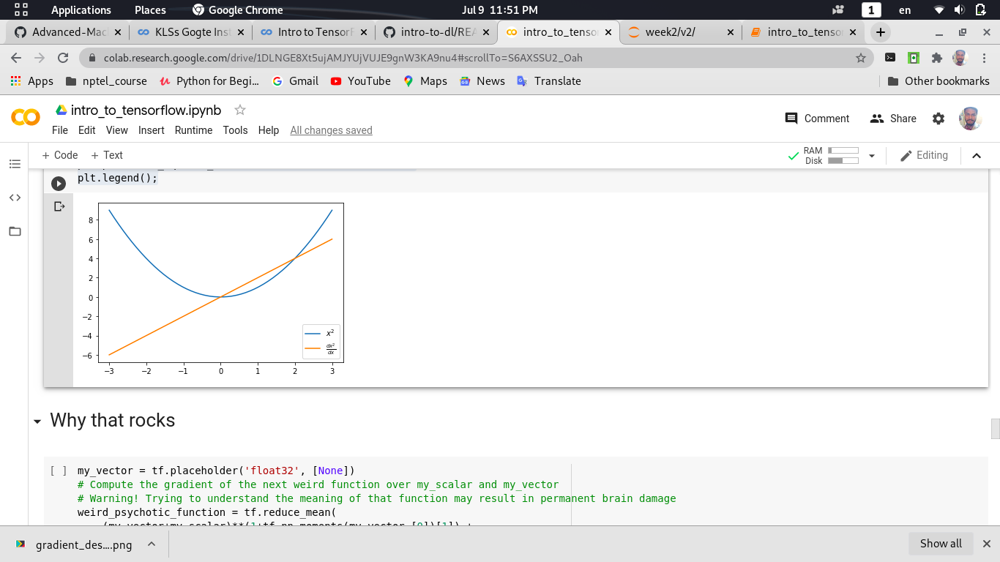 Applications Places Google Chrome Jul 9 11:51 PM 1 en
Advanced-Mac KLSs Gogte Inst Intro to TensorF intro-to-dl/REA intro_to_tensor week2/v2/ intro_to_tensor
colab.research.google.com/drive/1DLNGE8Xt5ujAMJYUjVUJE9gnW3KA9nu4#scrollTo=S6AXSSU2_Oah
Apps nptel_course Python for Begi... Gmail YouTube Maps News Translate Other bookmarks
intro_to_tensorflow.ipynb
Comment Share
File Edit View Insert Runtime Tools Help All changes saved
+ Code + Text RAM Disk Editing
plt.legend();
8
6
4
2
0
−2
−4
−6
−3 −2 −1 0 1 2 3
x²
dx²
dx
Why that rocks
[ ] my_vector = tf.placeholder('float32', [None])
# Compute the gradient of the next weird function over my_scalar and my_vector
# Warning! Trying to understand the meaning of that function may result in permanent brain damage
weird_psychotic_function = tf.reduce_mean(
(my_vector+my_scalar)**(1+tf.nn.moments(my_vector,[0])[1]) +
gradient_des....png Show all